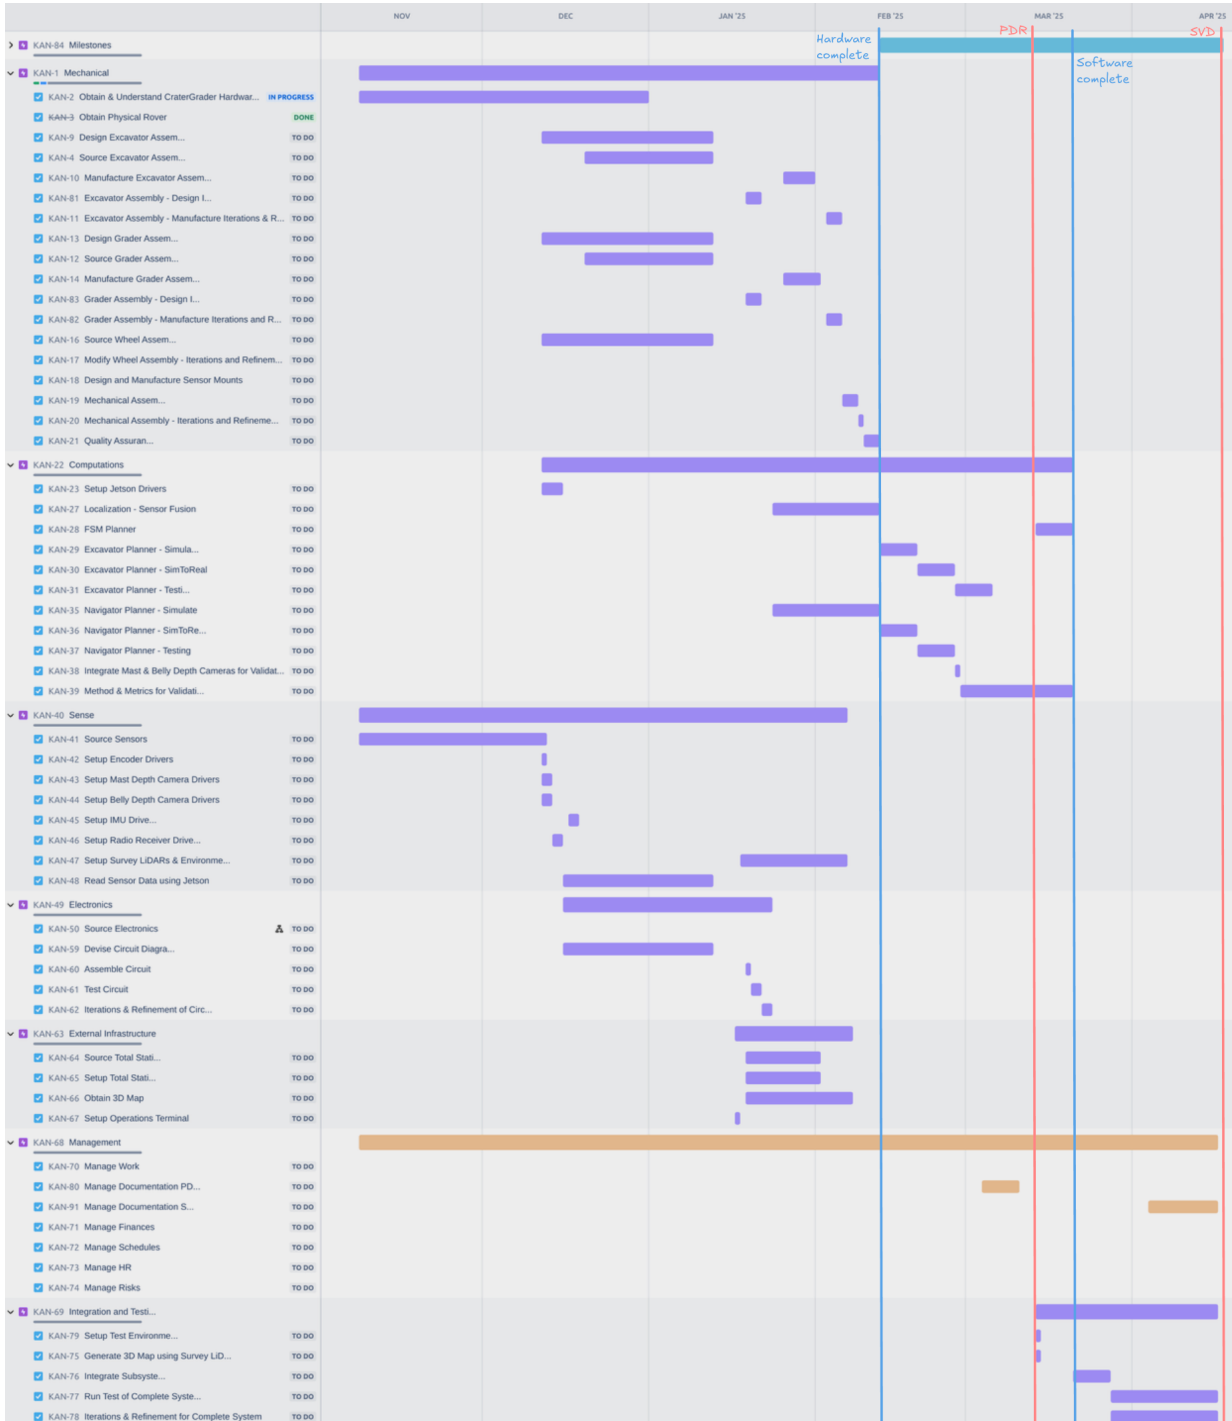 NOV DEC JAN '25 FEB '25 MAR '25 APR '25
KAN-84 Milestones
Hardware complete
PDR
SVD
Software complete
KAN-1 Mechanical
KAN-2 Obtain & Understand CraterGrader Hardwar... IN PROGRESS
KAN-3 Obtain Physical Rover DONE
KAN-9 Design Excavator Assem... TO DO
KAN-4 Source Excavator Assem... TO DO
KAN-10 Manufacture Excavator Assem... TO DO
KAN-81 Excavator Assembly - Design I... TO DO
KAN-11 Excavator Assembly - Manufacture Iterations & R... TO DO
KAN-13 Design Grader Assem... TO DO
KAN-12 Source Grader Assem... TO DO
KAN-14 Manufacture Grader Assem... TO DO
KAN-83 Grader Assembly - Design I... TO DO
KAN-82 Grader Assembly - Manufacture Iterations and R... TO DO
KAN-16 Source Wheel Assem... TO DO
KAN-17 Modify Wheel Assembly - Iterations and Refinem... TO DO
KAN-18 Design and Manufacture Sensor Mounts TO DO
KAN-19 Mechanical Assem... TO DO
KAN-20 Mechanical Assembly - Iterations and Refineme... TO DO
KAN-21 Quality Assuran... TO DO
KAN-22 Computations
KAN-23 Setup Jetson Drivers TO DO
KAN-27 Localization - Sensor Fusion TO DO
KAN-28 FSM Planner TO DO
KAN-29 Excavator Planner - Simula... TO DO
KAN-30 Excavator Planner - SimToReal TO DO
KAN-31 Excavator Planner - Testi... TO DO
KAN-35 Navigator Planner - Simulate TO DO
KAN-36 Navigator Planner - SimToRe... TO DO
KAN-37 Navigator Planner - Testing TO DO
KAN-38 Integrate Mast & Belly Depth Cameras for Validat... TO DO
KAN-39 Method & Metrics for Validati... TO DO
KAN-40 Sense
KAN-41 Source Sensors TO DO
KAN-42 Setup Encoder Drivers TO DO
KAN-43 Setup Mast Depth Camera Drivers TO DO
KAN-44 Setup Belly Depth Camera Drivers TO DO
KAN-45 Setup IMU Drive... TO DO
KAN-46 Setup Radio Receiver Drive... TO DO
KAN-47 Setup Survey LiDARs & Environme... TO DO
KAN-48 Read Sensor Data using Jetson TO DO
KAN-49 Electronics
KAN-50 Source Electronics TO DO
KAN-59 Devise Circuit Diagra... TO DO
KAN-60 Assemble Circuit TO DO
KAN-61 Test Circuit TO DO
KAN-62 Iterations & Refinement of Circ... TO DO
KAN-63 External Infrastructure
KAN-64 Source Total Stati... TO DO
KAN-65 Setup Total Stati... TO DO
KAN-66 Obtain 3D Map TO DO
KAN-67 Setup Operations Terminal TO DO
KAN-68 Management
KAN-70 Manage Work TO DO
KAN-80 Manage Documentation PD... TO DO
KAN-91 Manage Documentation S... TO DO
KAN-71 Manage Finances TO DO
KAN-72 Manage Schedules TO DO
KAN-73 Manage HR TO DO
KAN-74 Manage Risks TO DO
KAN-69 Integration and Testi...
KAN-79 Setup Test Environme... TO DO
KAN-75 Generate 3D Map using Survey LiD... TO DO
KAN-76 Integrate Subsyste... TO DO
KAN-77 Run Test of Complete Syste... TO DO
KAN-78 Iterations & Refinement for Complete System TO DO